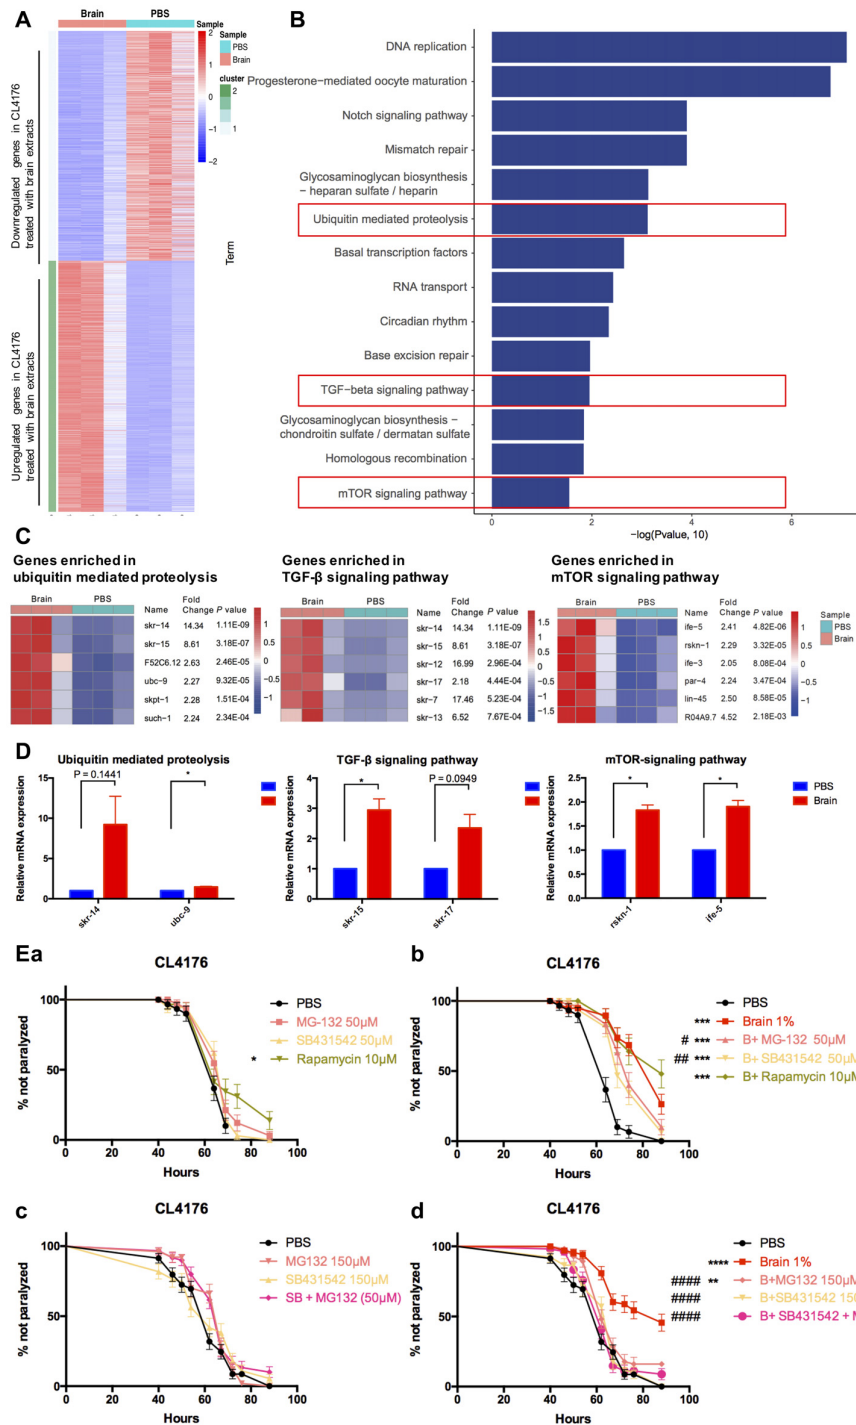 A
Brain
PBS
Sample
2
1
0
−1
−2
Sample
PBS
Brain
cluster
2
1
Downregulated genes in CL4176
treated with brain extracts
Upregulated genes in CL4176
treated with brain extracts
B
Term
DNA replication
Progesterone−mediated oocyte maturation
Notch signaling pathway
Mismatch repair
Glycosaminoglycan biosynthesis
− heparan sulfate / heparin
Ubiquitin mediated proteolysis
Basal transcription factors
RNA transport
Circadian rhythm
Base excision repair
TGF−beta signaling pathway
Glycosaminoglycan biosynthesis −
chondroitin sulfate / dermatan sulfate
Homologous recombination
mTOR signaling pathway
0 2 4 6
−log(Pvalue, 10)
C
Genes enriched in
ubiquitin mediated proteolysis
Brain PBS
Name Fold Change P value
skr-14 14.34 1.11E-09
skr-15 8.61 3.18E-07
F52C6.12 2.63 2.46E-05
ubc-9 2.27 9.32E-05
skpt-1 2.28 1.51E-04
such-1 2.24 2.34E-04
1
0
−1
Genes enriched in
TGF-β signaling pathway
Brain PBS
Name Fold Change P value
skr-14 14.34 1.11E-09
skr-15 8.61 3.18E-07
skr-12 16.99 2.96E-04
skr-17 2.18 4.44E-04
skr-7 17.46 5.23E-04
skr-13 6.52 7.67E-04
1.5
1
0.5
0
−0.5
−1
−1.5
Genes enriched in
mTOR signaling pathway
Brain PBS
Name Fold Change P value
ife-5 2.41 4.82E-06
rskn-1 2.29 3.32E-05
ife-3 2.05 8.08E-04
par-4 2.24 3.47E-04
lin-45 2.50 8.58E-05
R04A9.7 4.52 2.18E-03
1
0
−1
Sample
PBS
Brain
D
Ubiquitin mediated proteolysis
P = 0.1441
*
Relative mRNA expression
15
10
5
0
skr-14
ubc-9
TGF-β signaling pathway
*
P = 0.0949
Relative mRNA expression
4
3
2
1
0
skr-15
skr-17
mTOR-signaling pathway
*
*
Relative mRNA expression
2.5
2.0
1.5
1.0
0.5
0.0
rskn-1
ife-5
PBS
Brain
Ea
CL4176
% not paralyzed
100
50
0
0 20 40 60 80 100
Hours
PBS
MG-132 50μM
SB431542 50μM
* Rapamycin 10μM
b
CL4176
% not paralyzed
100
50
0
0 20 40 60 80 100
Hours
PBS
*** Brain 1%
# *** B+ MG-132 50μM
## *** B+ SB431542 50μM
*** B+ Rapamycin 10μM
c
CL4176
% not paralyzed
100
50
0
0 20 40 60 80 100
Hours
PBS
MG132 150μM
SB431542 150μM
SB + MG132 (50μM)
d
CL4176
% not paralyzed
100
50
0
0 20 40 60 80 100
Hours
PBS
**** Brain 1%
#### ** B+MG132 150μM
#### B+SB431542 150
#### B+ SB431542 + M